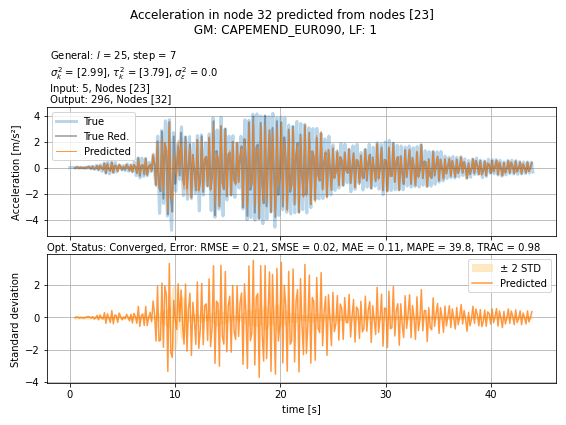 Acceleration in node 32 predicted from nodes [23]
GM: CAPEMEND_EUR090, LF: 1
General: l = 25, step = 7
σ²ₖ = [2.99], τ²ₖ = [3.79], σ²ε = 0.0
Input: 5, Nodes [23]
Output: 296, Nodes [32]
True
True Red.
Predicted
Acceleration [m/s²]
4
2
0
−2
−4
Opt. Status: Converged, Error: RMSE = 0.21, SMSE = 0.02, MAE = 0.11, MAPE = 39.8, TRAC = 0.98
± 2 STD
Predicted
Standard deviation
2
0
−2
−4
0 10 20 30 40
time [s]